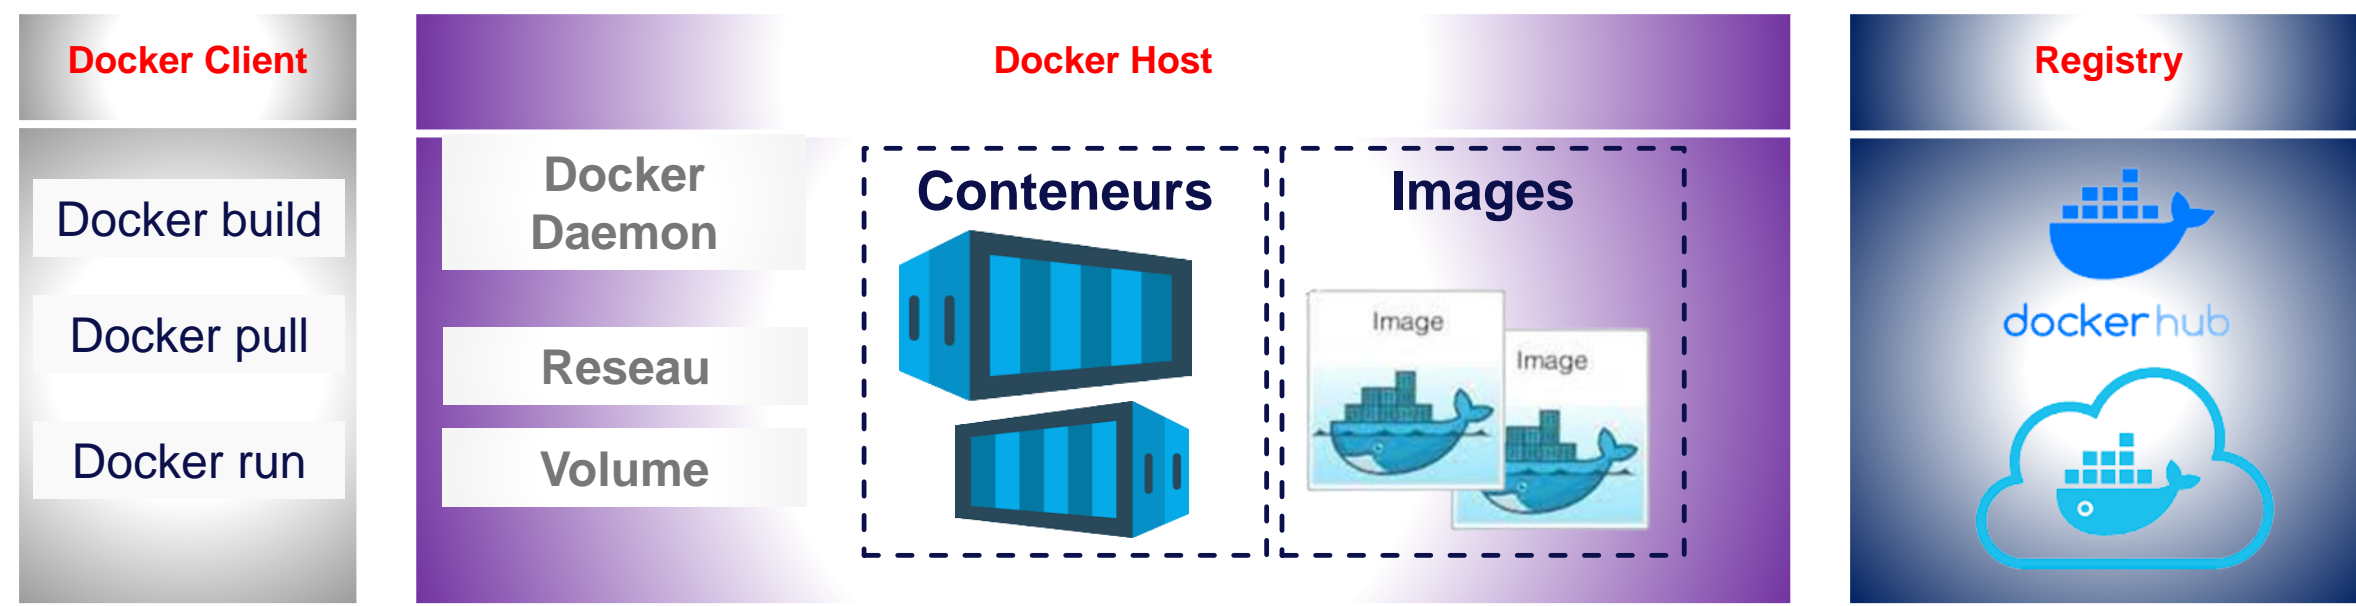 Docker Client
Docker build
Docker pull
Docker run
Docker Host
Docker
Daemon
Reseau
Volume
Conteneurs
Images
Image
Image
Registry
dockerhub